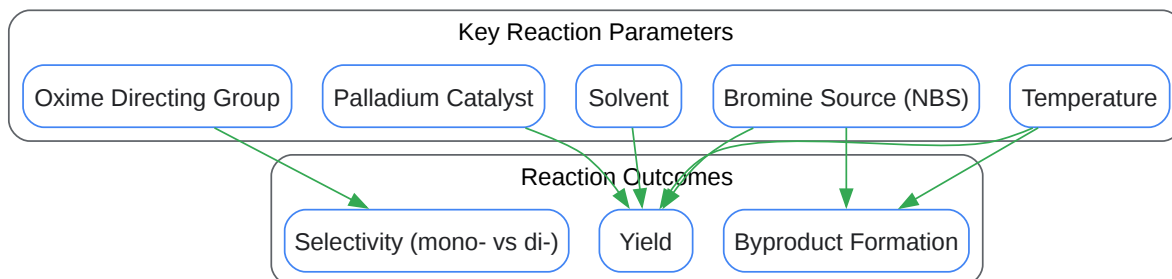 Key Reaction Parameters
Oxime Directing Group
Palladium Catalyst
Solvent
Bromine Source (NBS)
Temperature
Reaction Outcomes
Selectivity (mono- vs di-)
Yield
Byproduct Formation